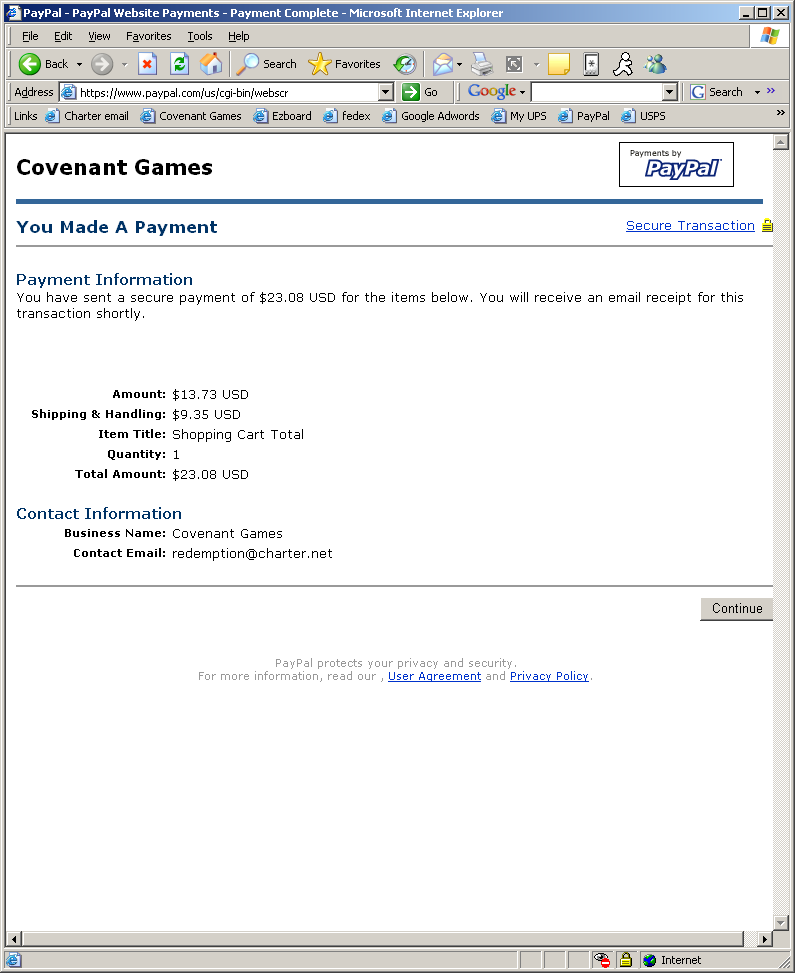 PayPal - PayPal Website Payments - Payment Complete - Microsoft Internet Explorer
File Edit View Favorites Tools Help
Back Search Favorites
Address https://www.paypal.com/us/cgi-bin/webscr Go Google G Search »
Links Charter email Covenant Games Ezboard fedex Google Adwords My UPS PayPal USPS »
Covenant Games
Payments by
PayPal
You Made A Payment
Secure Transaction
Payment Information
You have sent a secure payment of $23.08 USD for the items below. You will receive an email receipt for this
transaction shortly.
Amount: $13.73 USD
Shipping & Handling: $9.35 USD
Item Title: Shopping Cart Total
Quantity: 1
Total Amount: $23.08 USD
Contact Information
Business Name: Covenant Games
Contact Email: redemption@charter.net
Continue
PayPal protects your privacy and security.
For more information, read our , User Agreement and Privacy Policy.
Internet